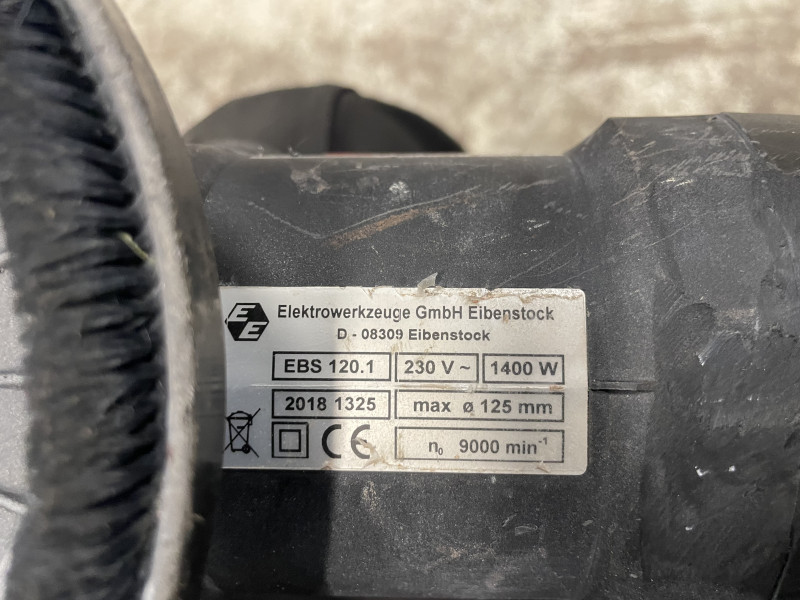 EE
Elektrowerkzeuge GmbH Eibenstock
D - 08309 Eibenstock
EBS 120.1 230 V ~ 1400 W
2018 1325 max ø 125 mm
CE n₀ 9000 min⁻¹